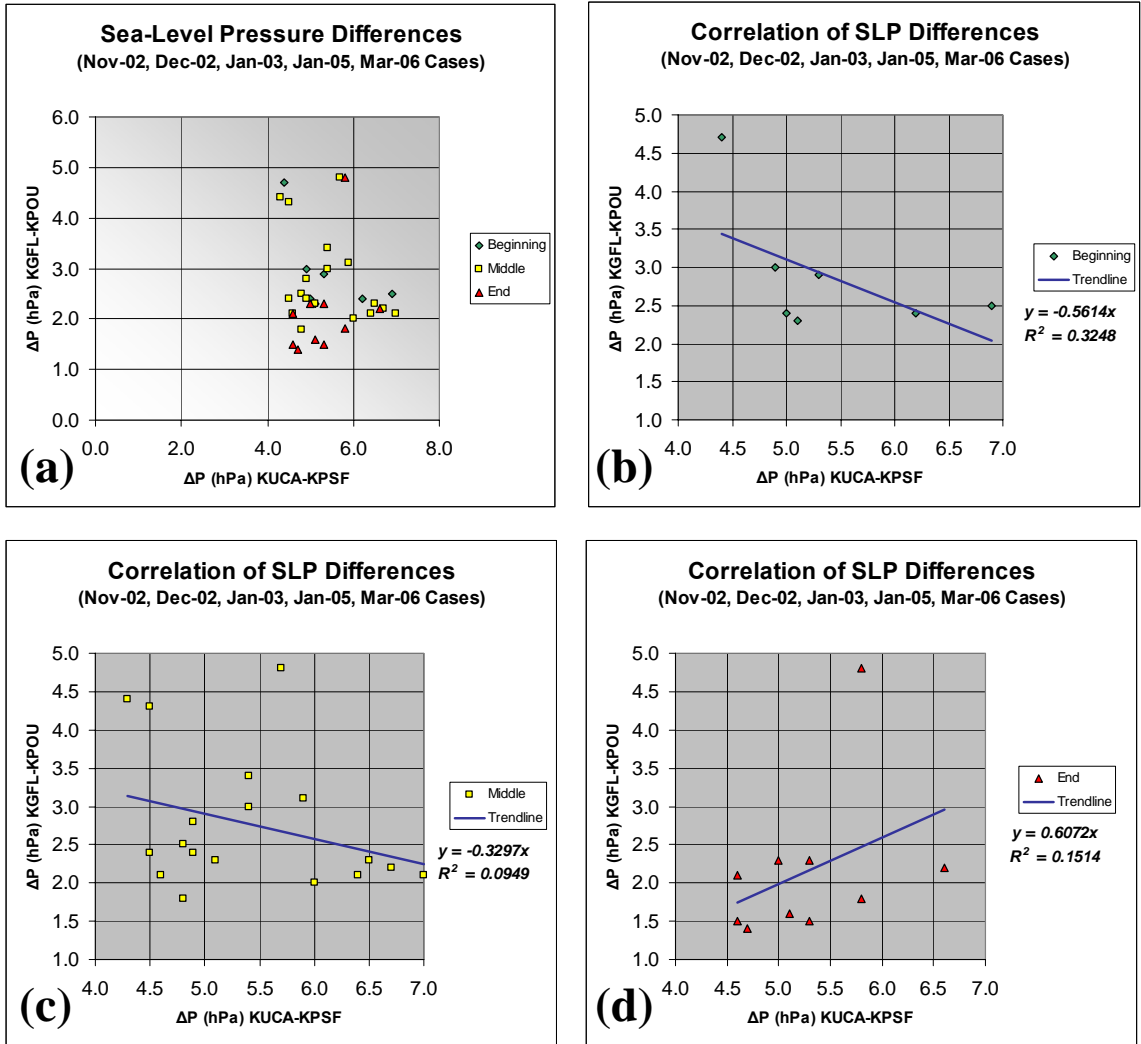 Sea-Level Pressure Differences
(Nov-02, Dec-02, Jan-03, Jan-05, Mar-06 Cases)
6.0
5.0
4.0
3.0
2.0
1.0
0.0
0.0 2.0 4.0 6.0 8.0
ΔP (hPa) KGFL-KPOU
ΔP (hPa) KUCA-KPSF
Beginning
Middle
End
(a)
Correlation of SLP Differences
(Nov-02, Dec-02, Jan-03, Jan-05, Mar-06 Cases)
5.0
4.5
4.0
3.5
3.0
2.5
2.0
1.5
1.0
4.0 4.5 5.0 5.5 6.0 6.5 7.0
ΔP (hPa) KGFL-KPOU
ΔP (hPa) KUCA-KPSF
Beginning
Trendline
y = -0.5614x
R² = 0.3248
(b)
Correlation of SLP Differences
(Nov-02, Dec-02, Jan-03, Jan-05, Mar-06 Cases)
5.0
4.5
4.0
3.5
3.0
2.5
2.0
1.5
1.0
4.0 4.5 5.0 5.5 6.0 6.5 7.0
ΔP (hPa) KGFL-KPOU
ΔP (hPa) KUCA-KPSF
Middle
Trendline
y = -0.3297x
R² = 0.0949
(c)
Correlation of SLP Differences
(Nov-02, Dec-02, Jan-03, Jan-05, Mar-06 Cases)
5.0
4.5
4.0
3.5
3.0
2.5
2.0
1.5
1.0
4.0 4.5 5.0 5.5 6.0 6.5 7.0
ΔP (hPa) KGFL-KPOU
ΔP (hPa) KUCA-KPSF
End
Trendline
y = 0.6072x
R² = 0.1514
(d)